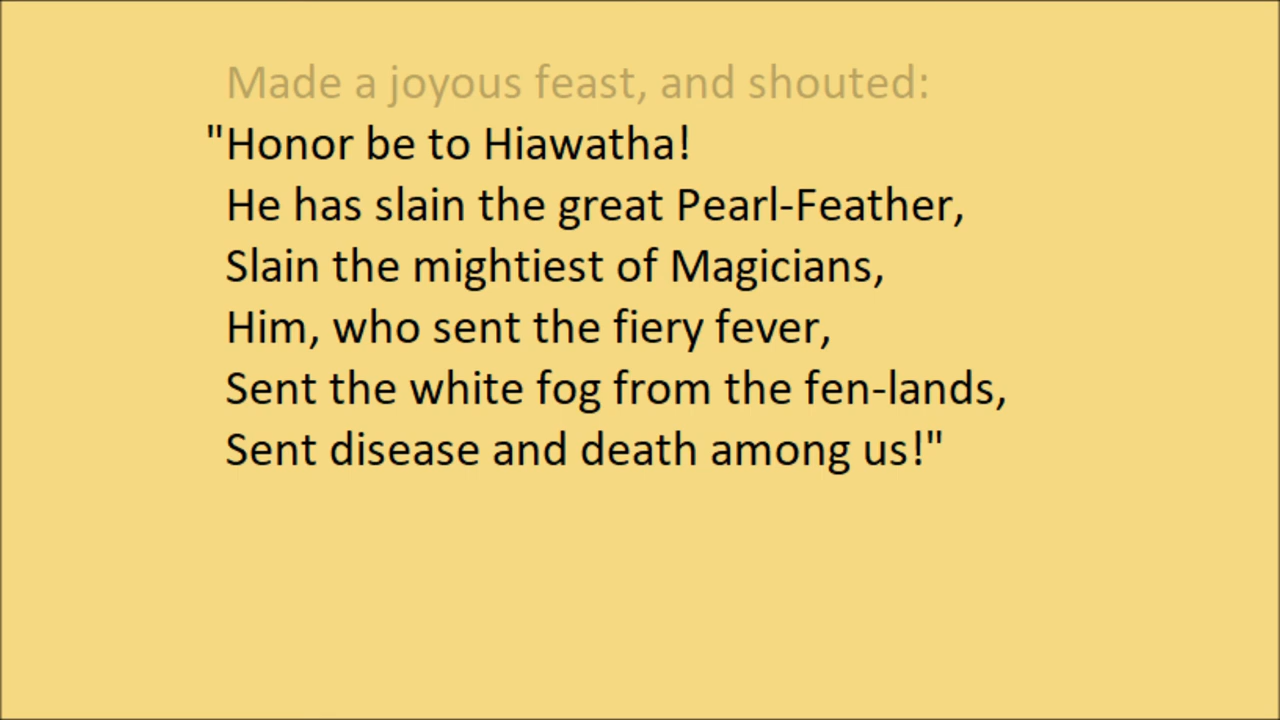 Made a joyous feast, and shouted:
"Honor be to Hiawatha!
He has slain the great Pearl-Feather,
Slain the mightiest of Magicians,
Him, who sent the fiery fever,
Sent the white fog from the fen-lands,
Sent disease and death among us!"